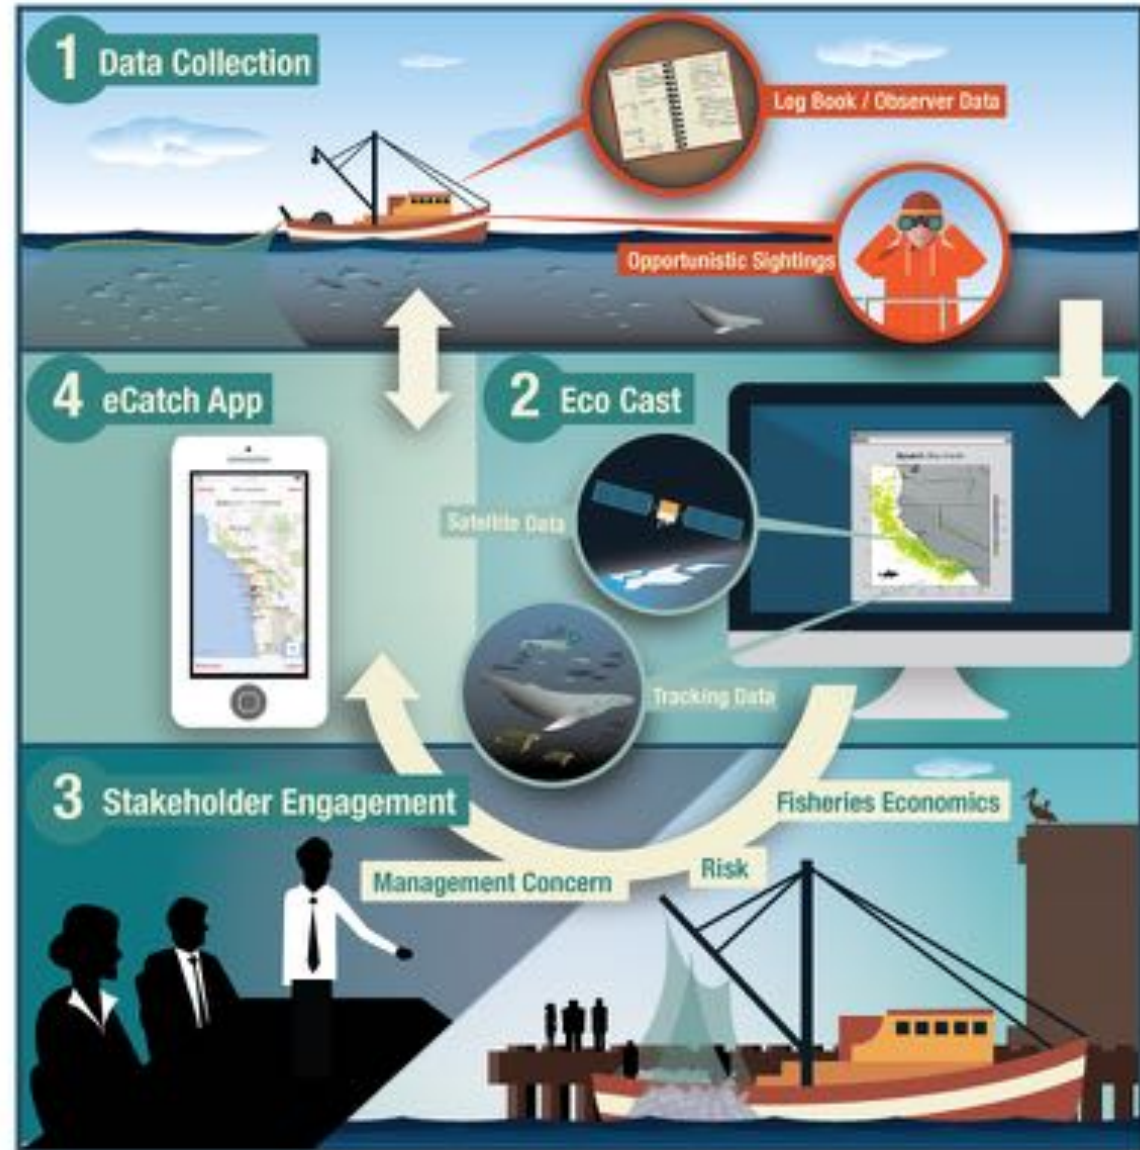 1 Data Collection
Log Book / Observer Data
Opportunistic Sightings
4 eCatch App
2 Eco Cast
Satellite Data
Tracking Data
3 Stakeholder Engagement
Fisheries Economics
Risk
Management Concern